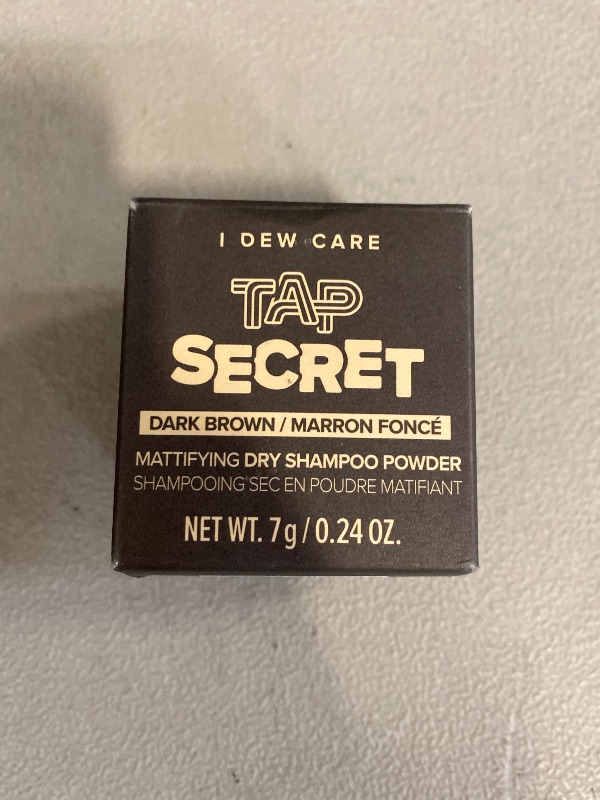 I DEW CARE
TAP
SECRET
DARK BROWN / MARRON FONCÉ
MATTIFYING DRY SHAMPOO POWDER
SHAMPOOING SEC EN POUDRE MATIFIANT
NET WT. 7g / 0.24 OZ.